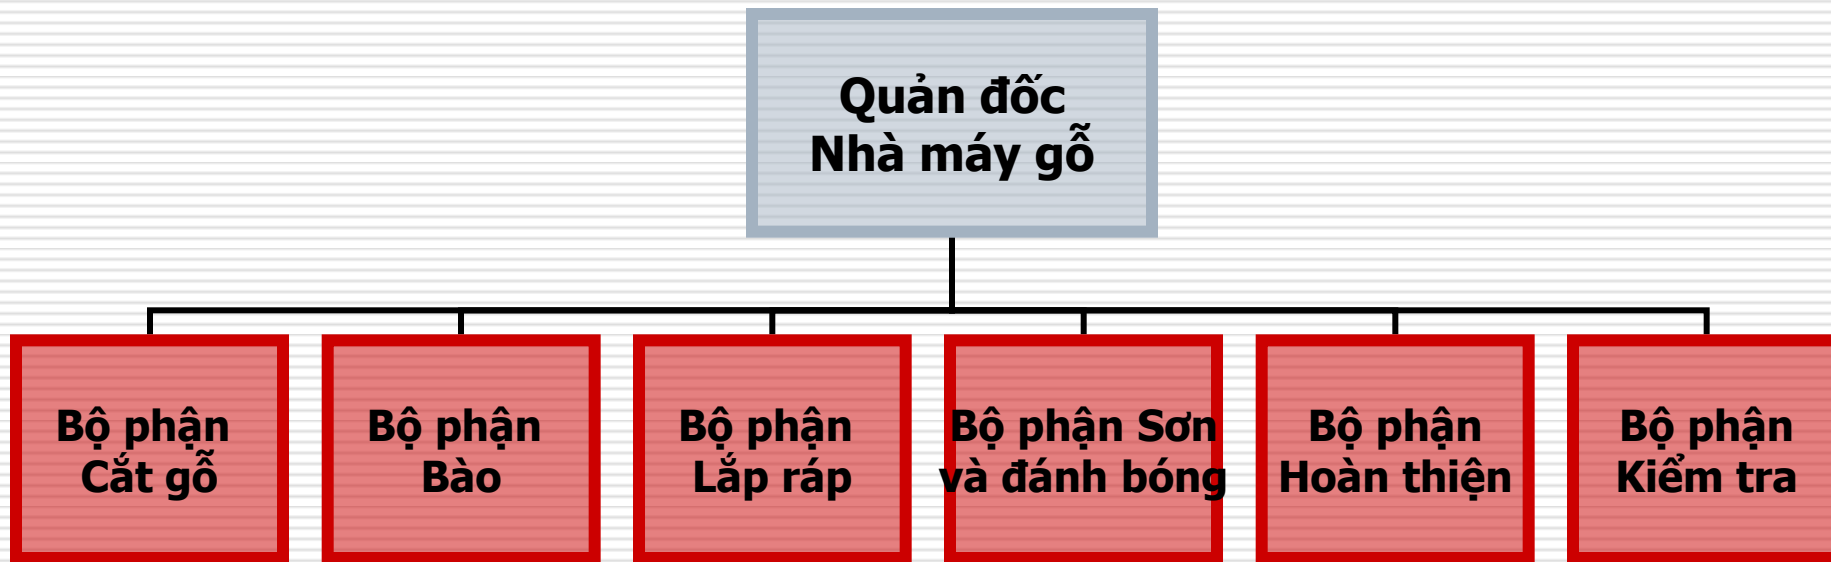 Quản đốc
Nhà máy gỗ
Bộ phận
Cắt gỗ
Bộ phận
Bào
Bộ phận
Lắp ráp
Bộ phận Sơn
và đánh bóng
Bộ phận
Hoàn thiện
Bộ phận
Kiểm tra